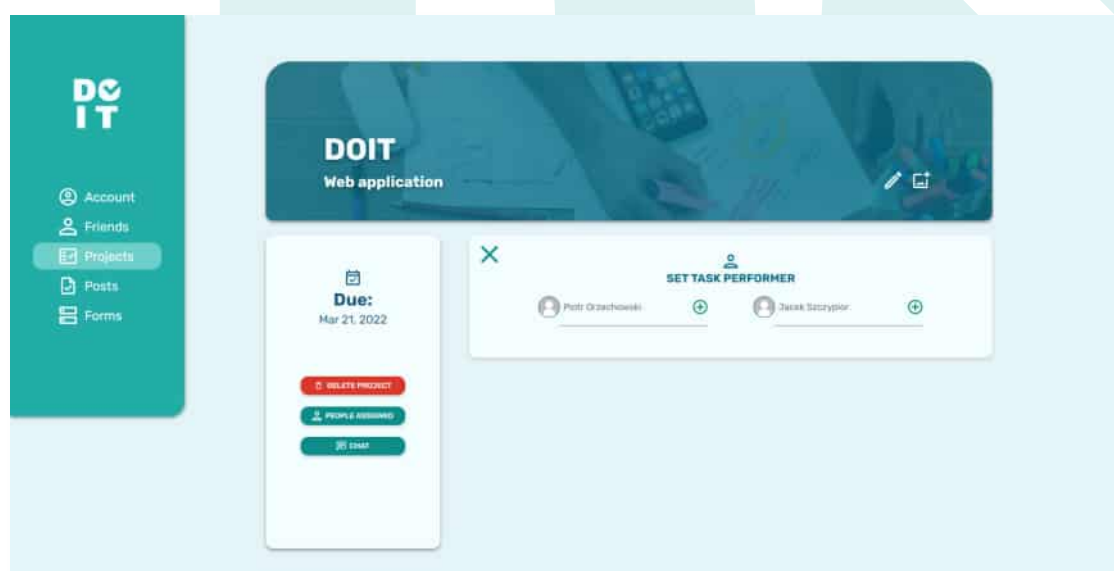 DO
IT
Account
Friends
Projects
Posts
Forms
DOIT
Web application
Due:
Mar 21, 2022
DELETE PROJECT
PEOPLE ASSIGNED
CHAT
SET TASK PERFORMER
Piotr Orzechowski
Jacek Szczypior